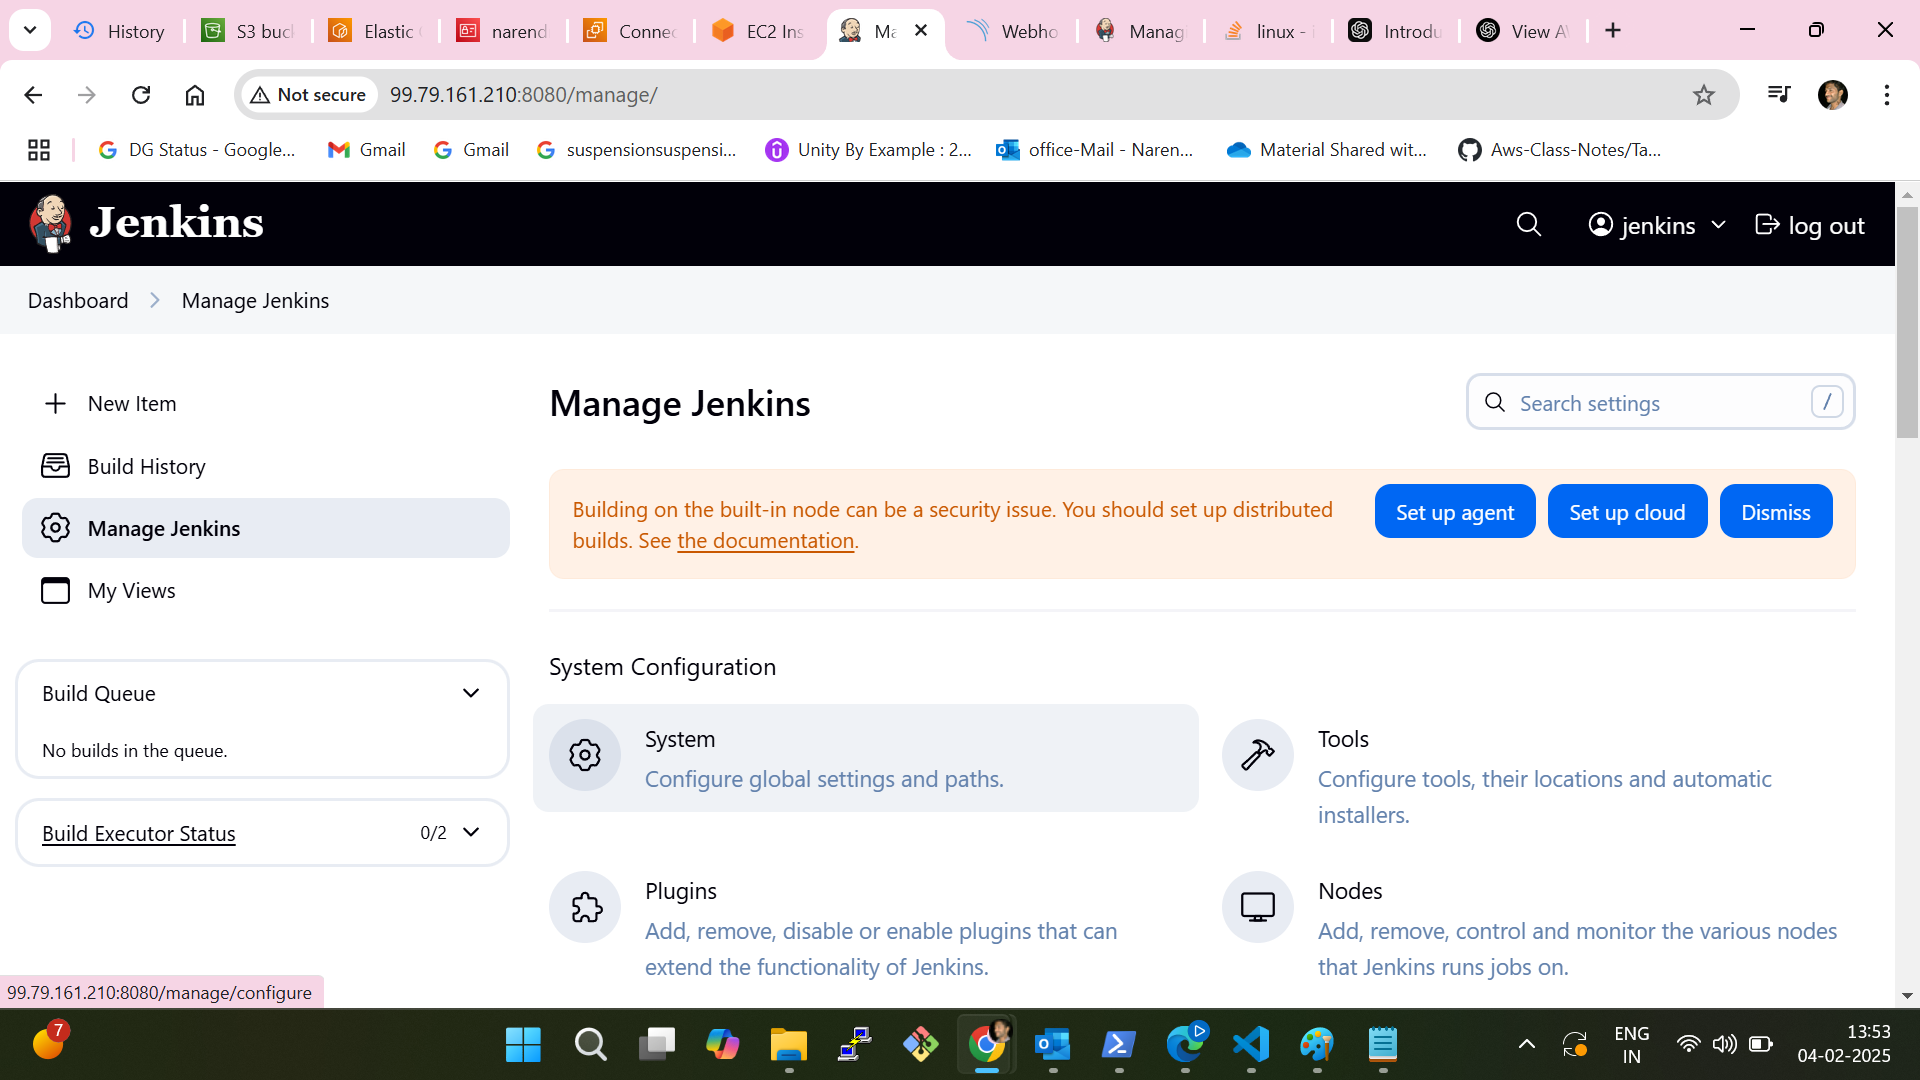 History
S3 buck
Elastic
narend
Connec
EC2 Ins
Ma
Webho
Manag
linux - i
Introdu
View A
Not secure
99.79.161.210:8080/manage/
DG Status - Google...
Gmail
Gmail
suspensionsuspensi...
Unity By Example : 2...
office-Mail - Naren...
Material Shared wit...
Aws-Class-Notes/Ta...
Jenkins
jenkins
log out
Dashboard
Manage Jenkins
New Item
Build History
Manage Jenkins
My Views
Build Queue
No builds in the queue.
Build Executor Status
0/2
Manage Jenkins
Search settings
/
Building on the built-in node can be a security issue. You should set up distributed
builds. See the documentation.
Set up agent
Set up cloud
Dismiss
System Configuration
System
Configure global settings and paths.
Tools
Configure tools, their locations and automatic
installers.
Plugins
Add, remove, disable or enable plugins that can
extend the functionality of Jenkins.
Nodes
Add, remove, control and monitor the various nodes
that Jenkins runs jobs on.
99.79.161.210:8080/manage/configure
7
ENG
IN
13:53
04-02-2025